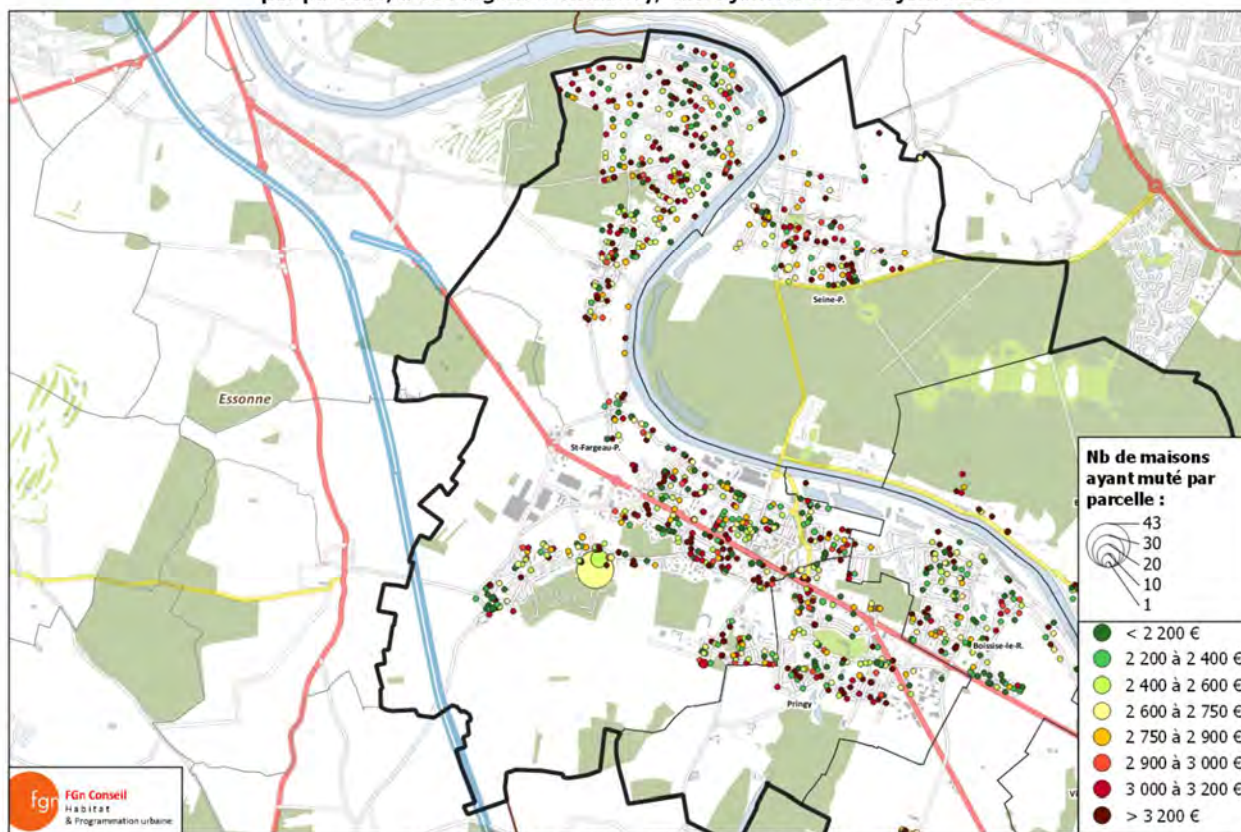 Essonne
Seine-P.
St-Fargeau-P.
Boissise-le-R.
Pringy
Nb de maisons
ayant muté par
parcelle :
43
30
20
10
1
< 2 200 €
2 200 à 2 400 €
2 400 à 2 600 €
2 600 à 2 750 €
2 750 à 2 900 €
2 900 à 3 000 €
3 000 à 3 200 €
> 3 200 €
fgn
FGn Conseil
Habitat
& Programmation urbaine